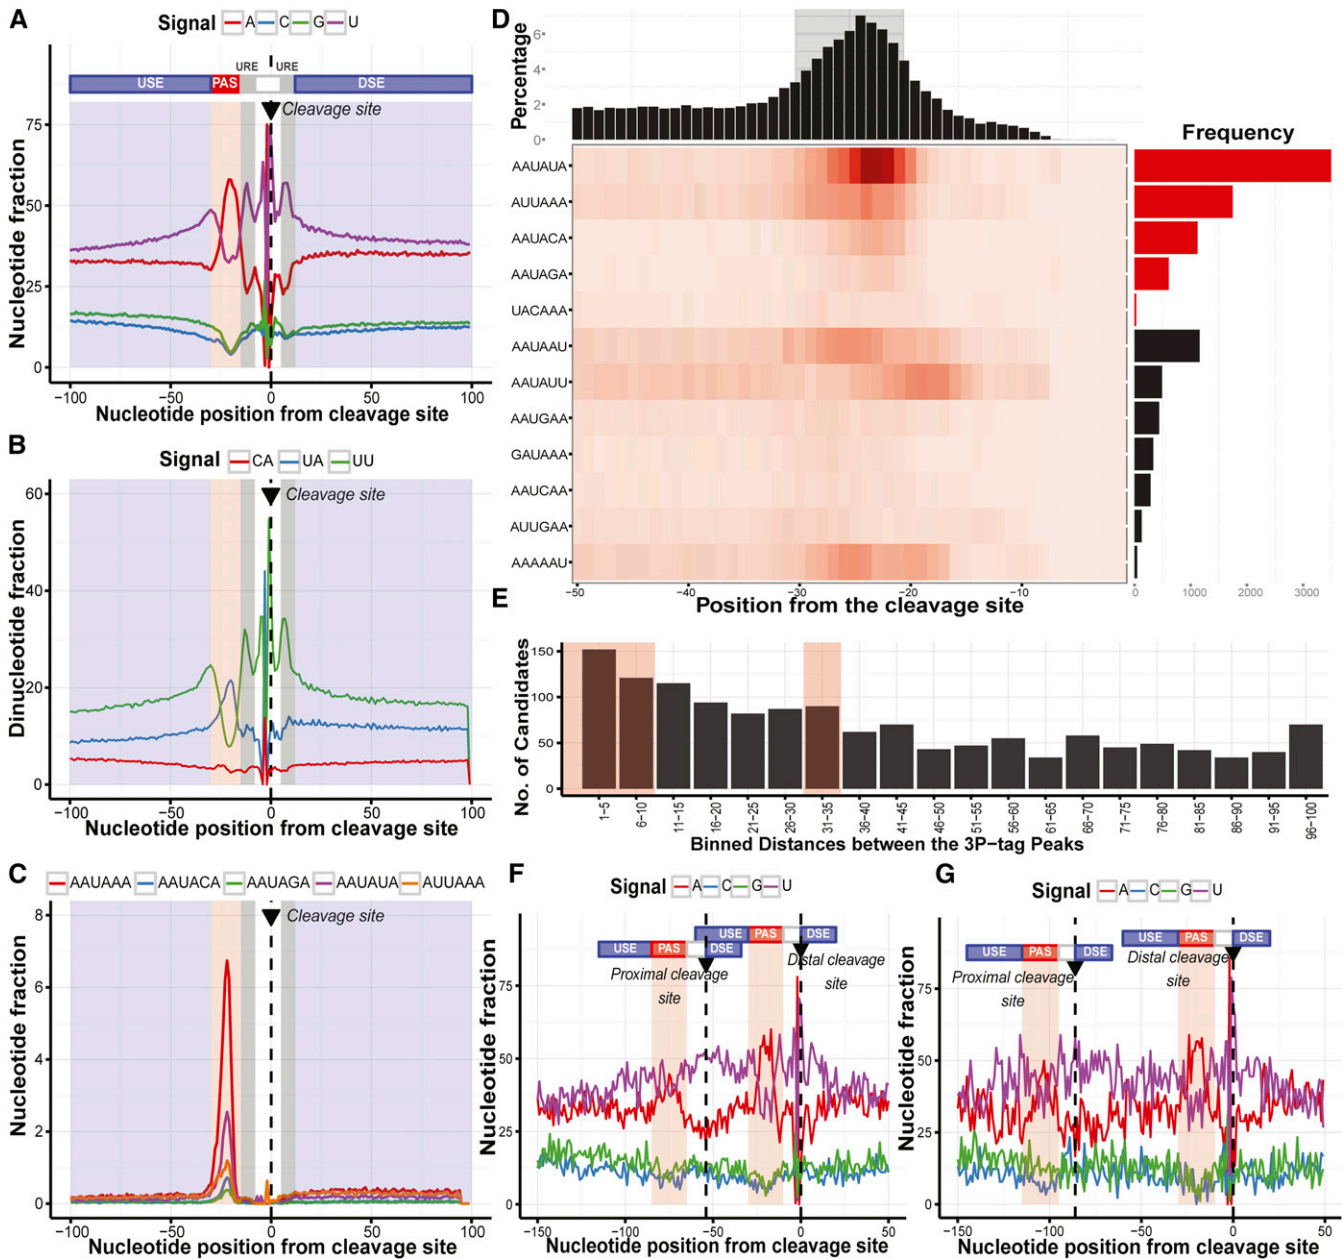 A
Signal A C G U
URE URE
USE PAS DSE
Cleavage site
75
50
25
0
Nucleotide fraction
−100 −50 0 50 100
Nucleotide position from cleavage site
B
Signal CA UA UU
Cleavage site
60
40
20
0
Dinucleotide fraction
−100 −50 0 50 100
Nucleotide position from cleavage site
C
AAUAAA AAUACA AAUAGA AAUAUA AUUAAA
Cleavage site
8
6
4
2
0
Nucleotide fraction
−100 −50 0 50 100
Nucleotide position from cleavage site
D
Percentage
6
4
2
0
Frequency
AAUAUA
AUUAAA
AAUACA
AAUAGA
UACAAA
AAUAAU
AAUAUU
AAUGAA
GAUAAA
AAUCAA
AUUGAA
AAAAAU
−50 −40 −30 −20 −10
0 1000 2000 3000
Position from the cleavage site
E
No. of Candidates
150
100
50
0
1−5 6−10 11−15 16−20 21−25 26−30 31−35 36−40 41−45 46−50 51−55 56−60 61−65 66−70 71−75 76−80 81−85 86−90 91−95 96−100
Binned Distances between the 3P−tag Peaks
F
Signal A C G U
USE PAS DSE
USE PAS DSE
Proximal cleavage site
Distal cleavage site
75
50
25
0
Nucleotide fraction
−150 −100 −50 0 50
Nucleotide position from cleavage site
G
Signal A C G U
USE PAS DSE
USE PAS DSE
Proximal cleavage site
Distal cleavage site
75
50
25
0
Nucleotide fraction
−150 −100 −50 0 50
Nucleotide position from cleavage site